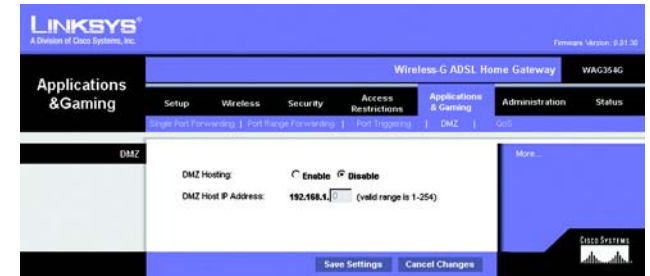 LINKSYS®
A Division of Cisco Systems, Inc.
Firmware Version: 0.01.30
Wireless-G ADSL Home Gateway WAG354G
Applications
&Gaming
Setup Wireless Security Access Restrictions Applications & Gaming Administration Status
Single Port Forwarding | Port Range Forwarding | Port Triggering | DMZ | QoS
DMZ
More...
DMZ Hosting: Enable Disable
DMZ Host IP Address: 192.168.1. 0 (valid range is 1-254)
CISCO SYSTEMS
Save Settings Cancel Changes